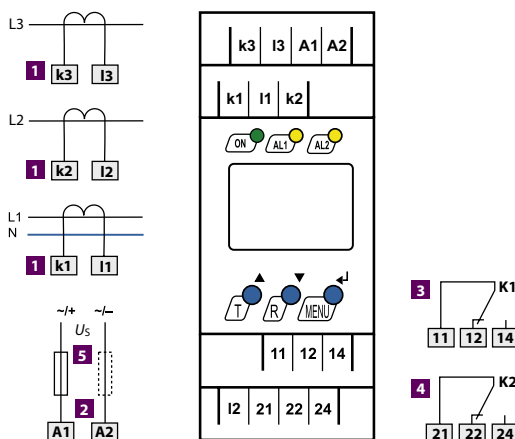 L3
1 k3 l3
L2
1 k2 l2
L1
N
1 k1 l1
~/+ ~/–
US
5
2
A1 A2
k3 l3 A1 A2
k1 l1 k2
ON AL1 AL2
▲ ▼ ↵
T R MENU
11 12 14
l2 21 22 24
3 K1
11 12 14
4 K2
21 22 24